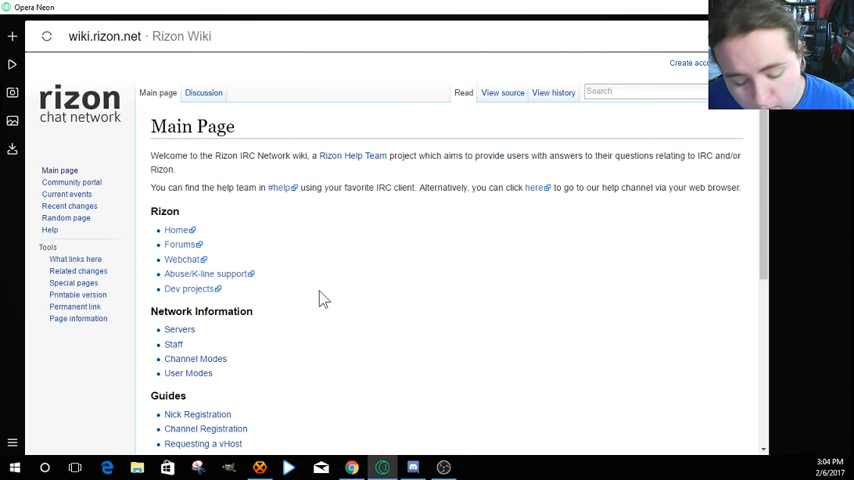 Opera Neon
wiki.rizon.net · Rizon Wiki
Create acco
rizon
chat network
Main page
Discussion
Read
View source
View history
Search
Main Page
Welcome to the Rizon IRC Network wiki, a Rizon Help Team project which aims to provide users with answers to their questions relating to IRC and/or
Rizon.
You can find the help team in #help using your favorite IRC client. Alternatively, you can click here to go to our help channel via your web browser.
Main page
Community portal
Current events
Recent changes
Random page
Help
Tools
What links here
Related changes
Special pages
Printable version
Permanent link
Page information
Rizon
Home
Forums
Webchat
Abuse/K-line support
Dev projects
Network Information
Servers
Staff
Channel Modes
User Modes
Guides
Nick Registration
Channel Registration
Requesting a vHost
3:04 PM
2/6/2017